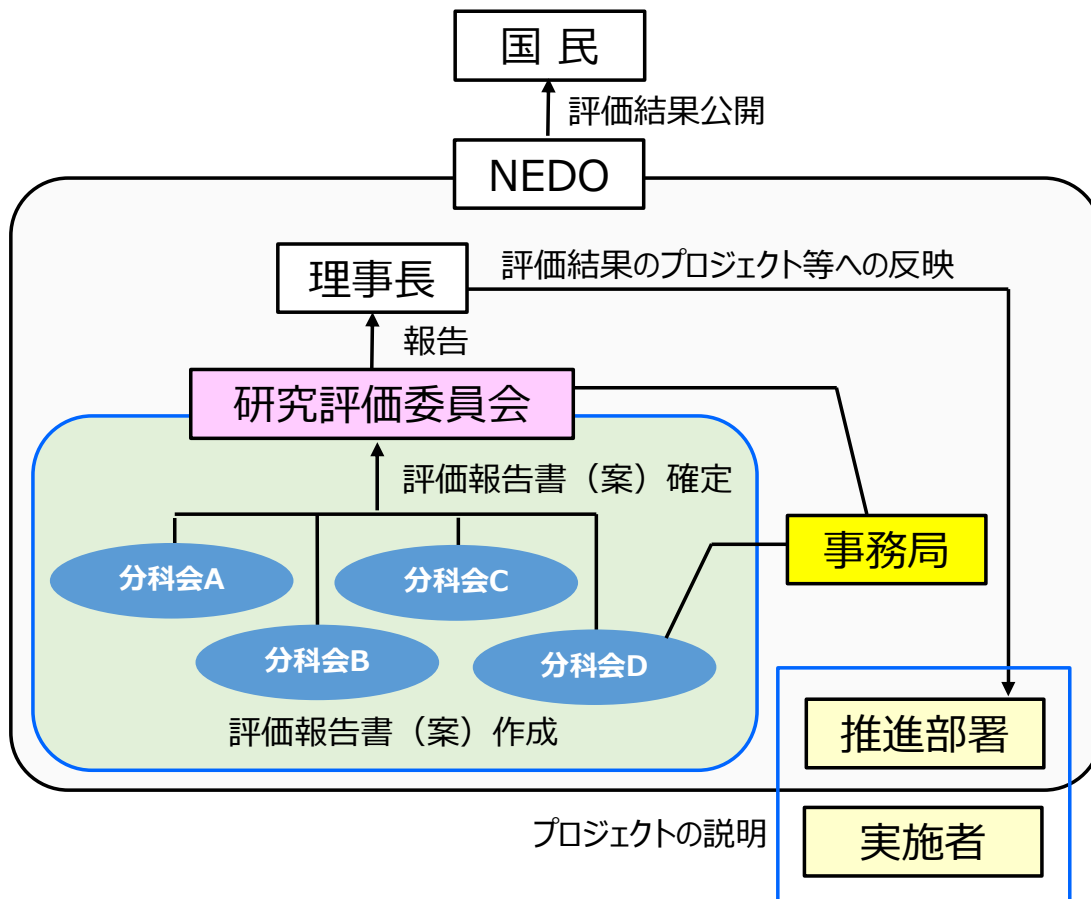 国 民
評価結果公開
NEDO
理事長
評価結果のプロジェクト等への反映
報告
研究評価委員会
評価報告書（案）確定
事務局
分科会A
分科会C
分科会B
分科会D
評価報告書（案）作成
推進部署
プロジェクトの説明
実施者